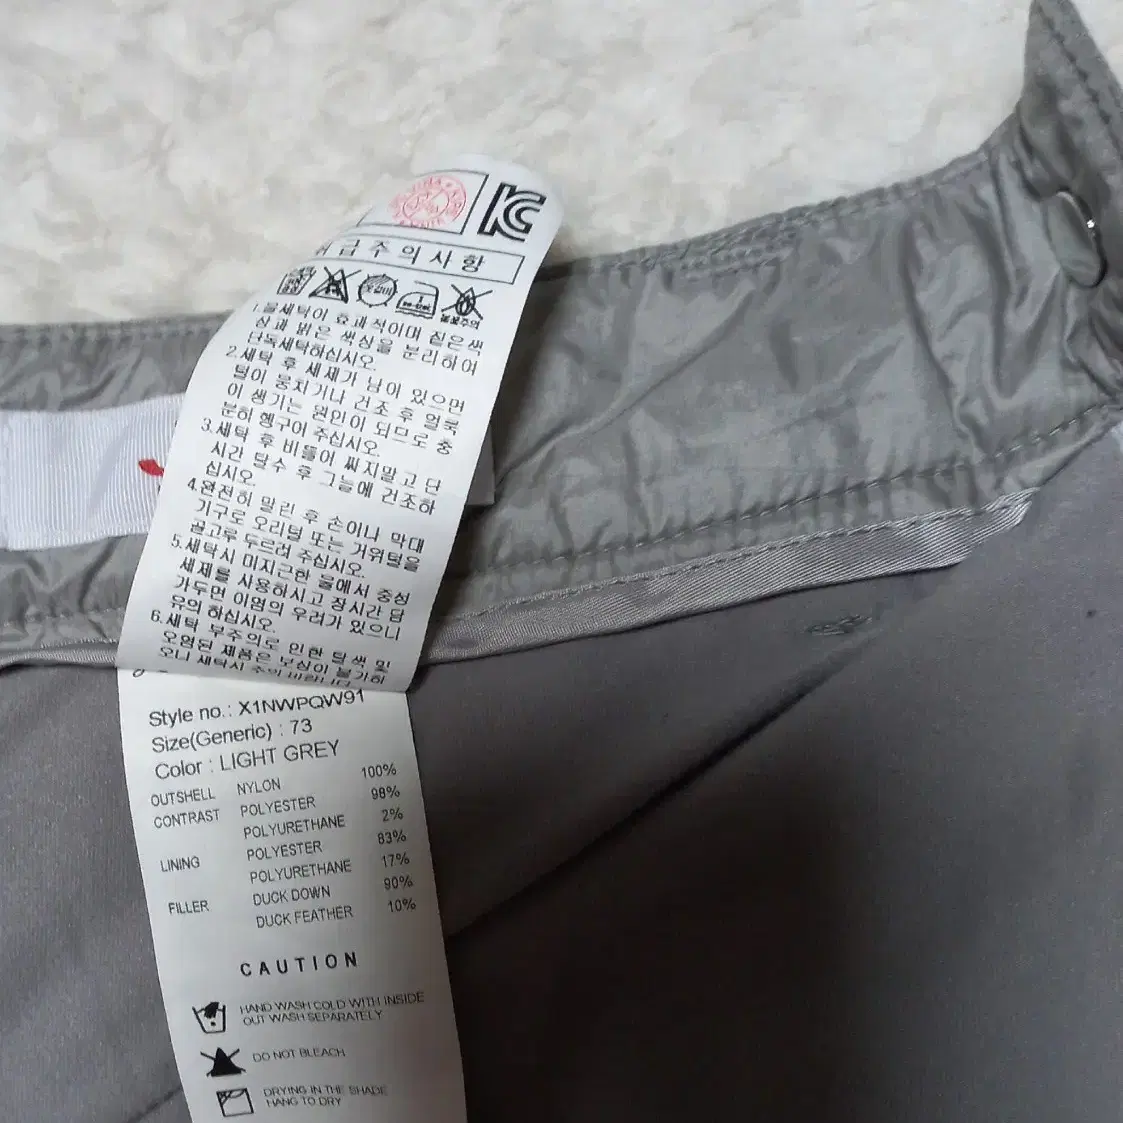 급주의사항
1.물세탁이 효과적이며 짙은색
상과 밝은 색상을 분리하여
단독세탁하십시오.
2.세탁 후 세제가 남아 있으면
털이 뭉치거나 건조 후 얼룩
이 생기는 원인이 되므로 충
분히 헹구어 주십시오.
3.세탁 후 비틀어 짜지말고 단
시간 탈수 후 그늘에 건조하
십시오.
4.완전히 말린 후 손이나 막대
기구로 오리털 또는 거위털을
골고루 두드려 주십시오.
5.세탁시 미지근한 물에서 중성
세제를 사용하시고 장시간 담
가두면 이염의 우려가 있으니
유의 하십시오.
6.세탁 부주의로 인한 탈색 및
오염된 제품은 보상이 불가하
오니 세탁시 주의 바랍니다.
Style no.: X1NWPQW91
Size(Generic) : 73
Color : LIGHT GREY
OUTSHELL NYLON 100%
CONTRAST POLYESTER 98%
POLYURETHANE 2%
LINING POLYESTER 83%
POLYURETHANE 17%
FILLER DUCK DOWN 90%
DUCK FEATHER 10%
CAUTION
HAND WASH COLD WITH INSIDE
OUT WASH SEPARATELY
DO NOT BLEACH
DRYING IN THE SHADE
HANG TO DRY